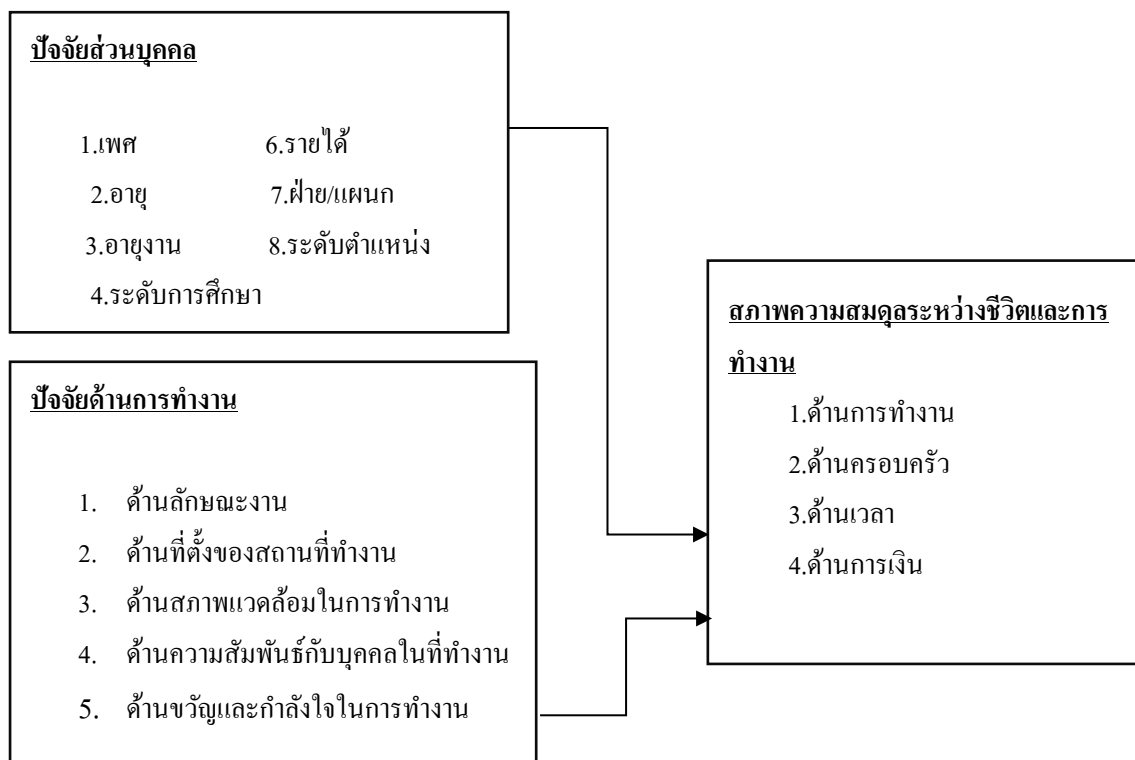 ปัจจัยส่วนบุคคล
1.เพศ 6.รายได้
2.อายุ 7.ฝ่าย/แผนก
3.อายุงาน 8.ระดับตำแหน่ง
4.ระดับการศึกษา
ปัจจัยด้านการทำงาน
1. ด้านลักษณะงาน
2. ด้านที่ตั้งของสถานที่ทำงาน
3. ด้านสภาพแวดล้อมในการทำงาน
4. ด้านความสัมพันธ์กับบุคคลในที่ทำงาน
5. ด้านขวัญและกำลังใจในการทำงาน
สภาพความสมดุลระหว่างชีวิตและการ
ทำงาน
1.ด้านการทำงาน
2.ด้านครอบครัว
3.ด้านเวลา
4.ด้านการเงิน